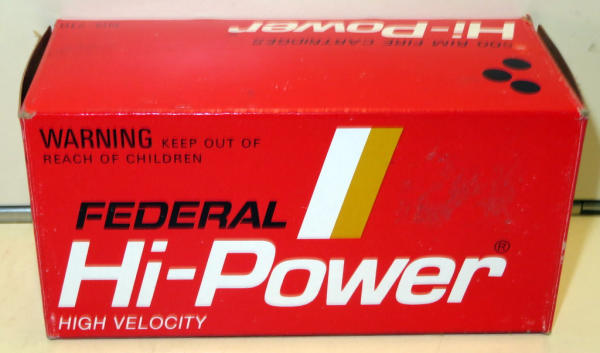 Hi-Power
500 RIM FIRE CARTRIDGES
WARNING KEEP OUT OF
REACH OF CHILDREN
FEDERAL
Hi-Power®
HIGH VELOCITY